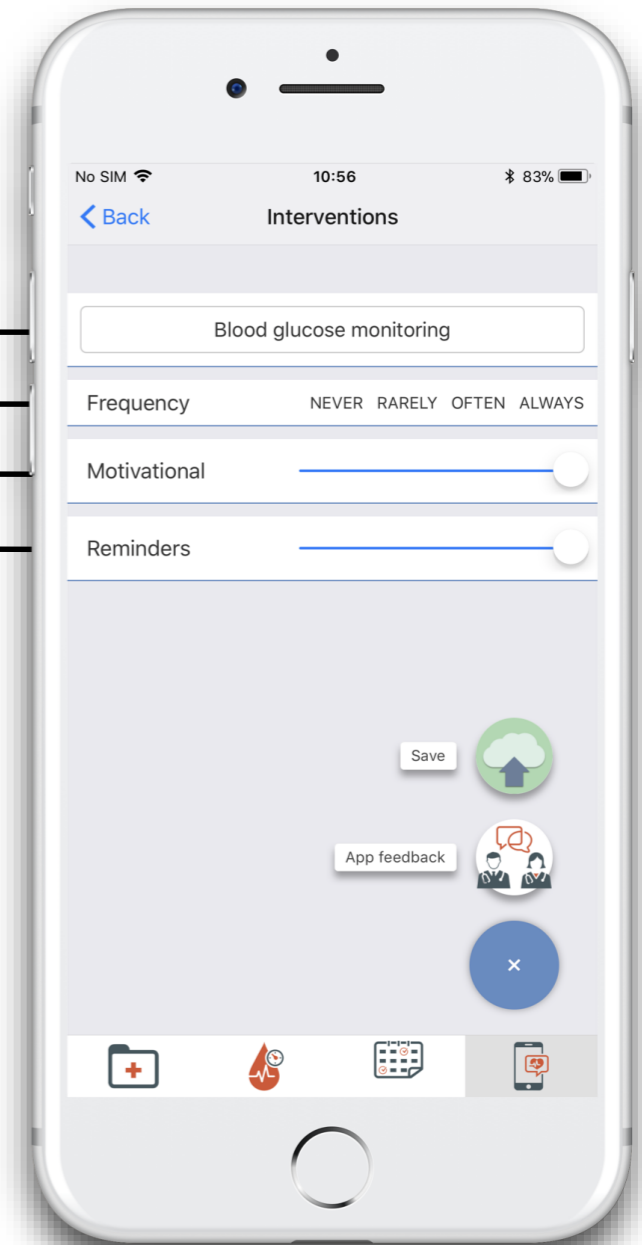 No SIM 10:56 83%
Back Interventions
Blood glucose monitoring
Frequency NEVER RARELY OFTEN ALWAYS
Motivational
Reminders
Save
App feedback